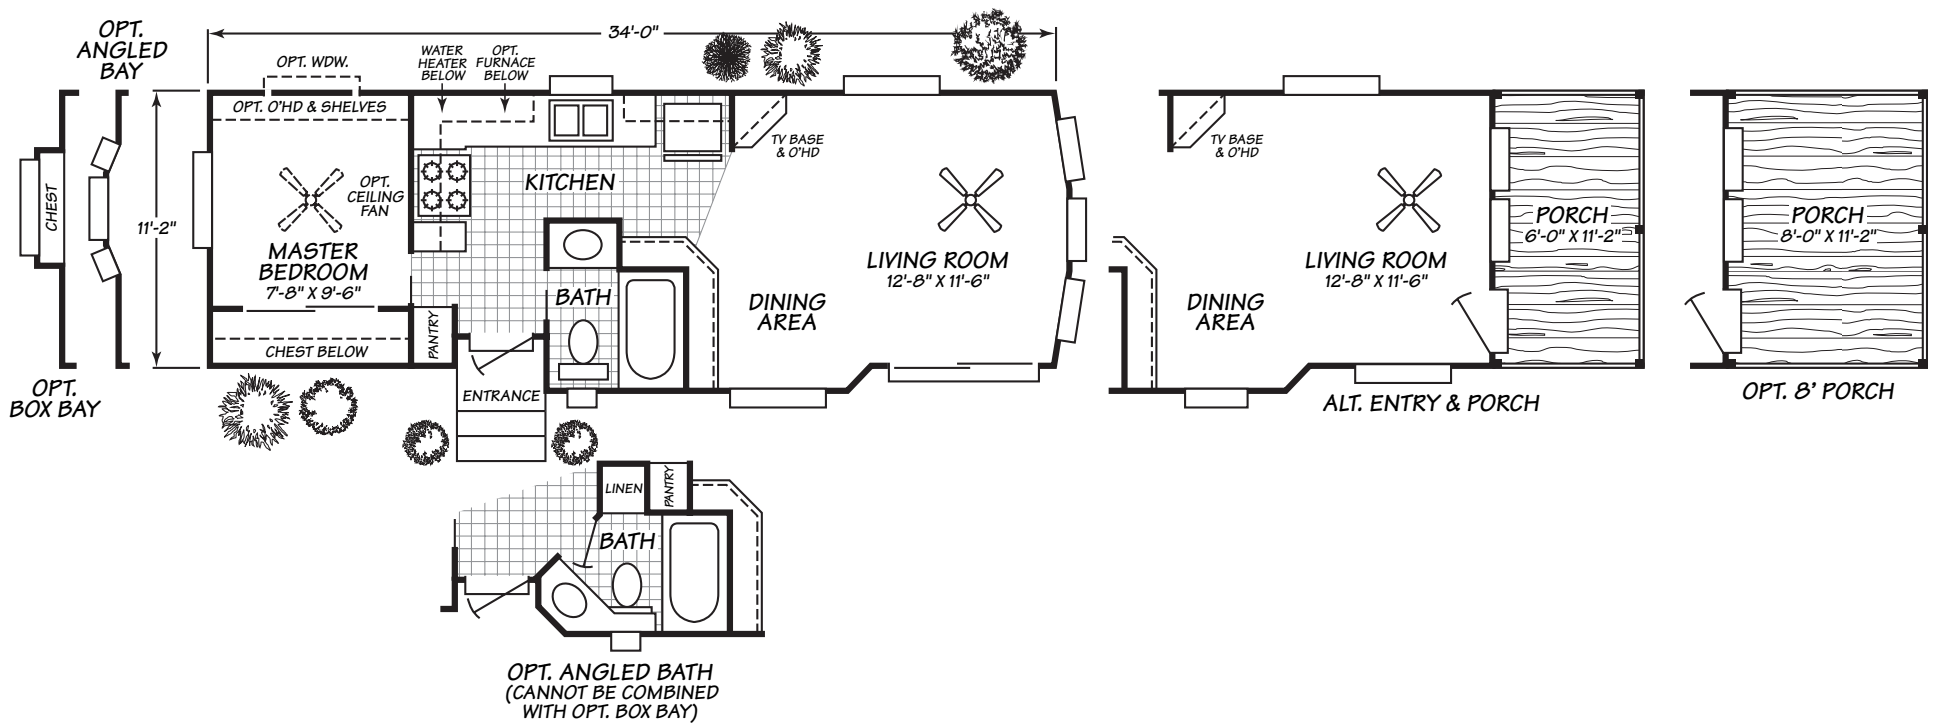 OPT.
ANGLED
BAY
34'-0"
OPT. WDW.
WATER
HEATER
BELOW
OPT.
FURNACE
BELOW
OPT. O'HD & SHELVES
CHEST
11'-2"
OPT.
CEILING
FAN
MASTER
BEDROOM
7'-8" X 9'-6"
CHEST BELOW
OPT.
BOX BAY
KITCHEN
TV BASE
& O'HD
LIVING ROOM
12'-8" X 11'-6"
DINING
AREA
BATH
PANTRY
ENTRANCE
TV BASE
& O'HD
LIVING ROOM
12'-8" X 11'-6"
DINING
AREA
PORCH
6'-0" X 11'-2"
ALT. ENTRY & PORCH
PORCH
8'-0" X 11'-2"
OPT. 8' PORCH
LINEN
PANTRY
BATH
OPT. ANGLED BATH
(CANNOT BE COMBINED
WITH OPT. BOX BAY)